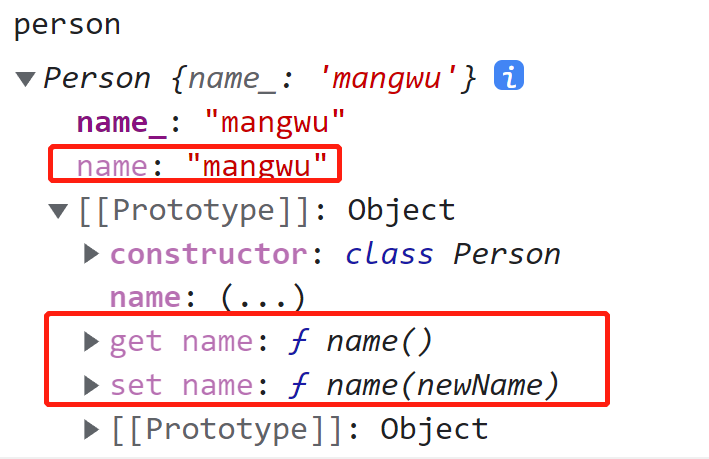 person
Person {name_: 'mangwu'} i
name_: "mangwu"
name: "mangwu"
[[Prototype]]: Object
constructor: class Person
name: (...)
get name: ƒ name()
set name: ƒ name(newName)
[[Prototype]]: Object